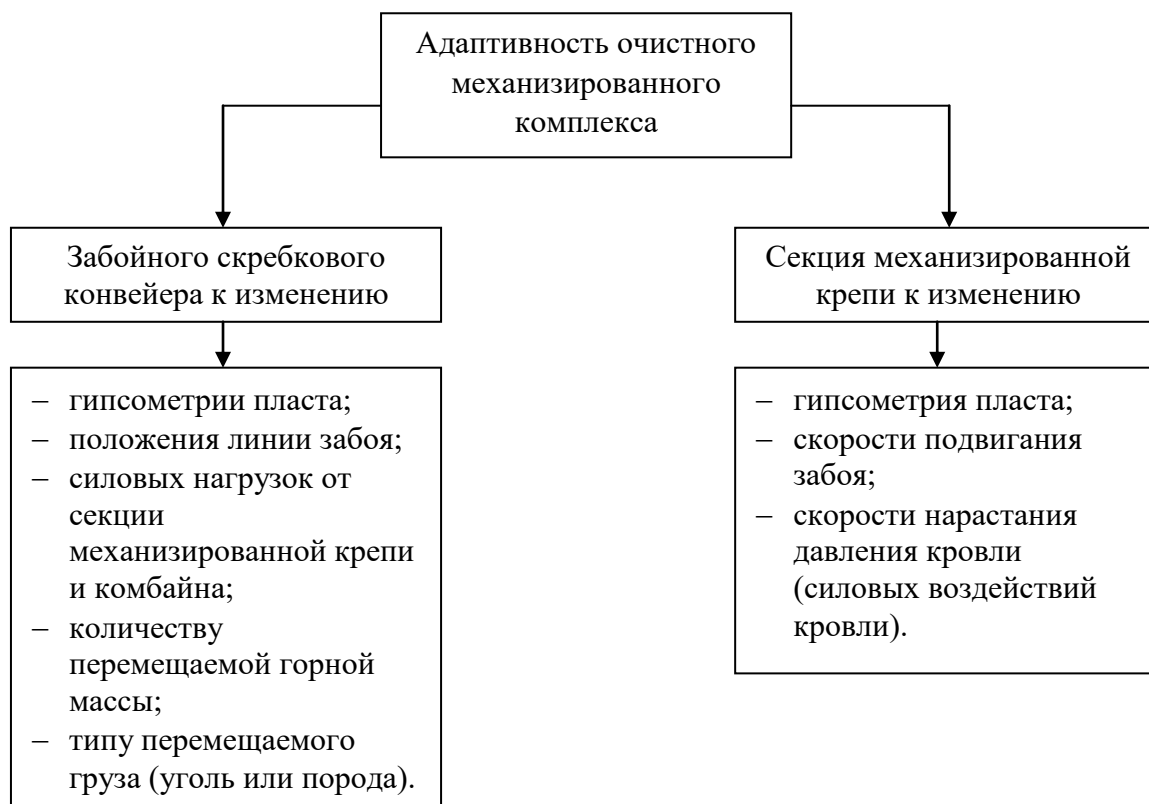 Адаптивность очистного
механизированного
комплекса
Забойного скребкового
конвейера к изменению
Секция механизированной
крепи к изменению
– гипсометрии пласта;
– положения линии забоя;
– силовых нагрузок от
секции
механизированной крепи
и комбайна;
– количеству
перемещаемой горной
массы;
– типу перемещаемого
груза (уголь или порода).
– гипсометрия пласта;
– скорости подвигания
забоя;
– скорости нарастания
давления кровли
(силовых воздействий
кровли).